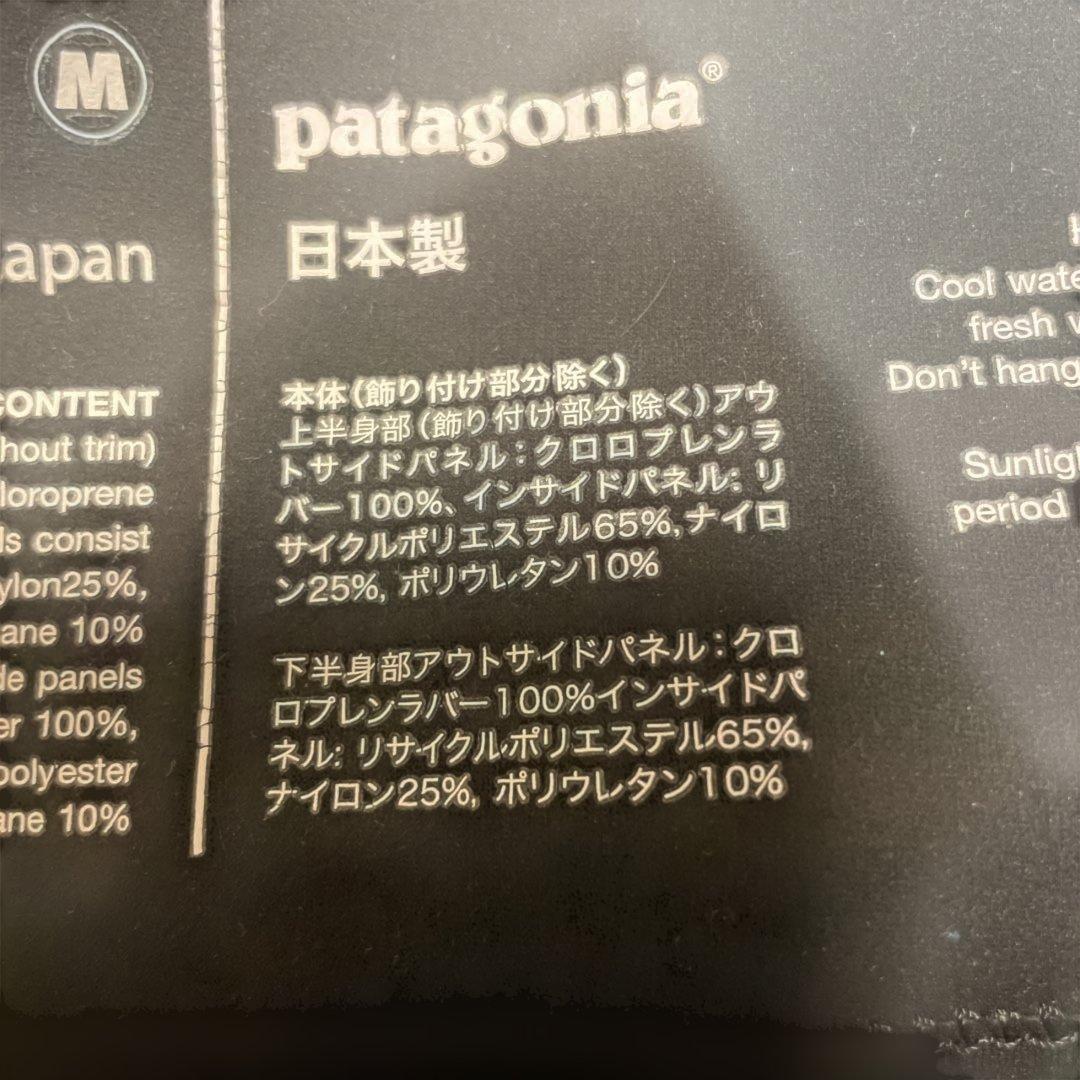 M
apan
CONTENT
hout trim)
loroprene
ls consist
ylon25%,
ane 10%
de panels
er 100%,
polyester
ane 10%
patagonia®
日本製
本体(飾り付け部分除く)
上半身部(飾り付け部分除く)アウ
トサイドパネル:クロロプレンラ
バー100%、インサイドパネル: リ
サイクルポリエステル65%,ナイロ
ン25%, ポリウレタン10%
下半身部アウトサイドパネル:クロ
ロプレンラバー100%インサイドパ
ネル: リサイクルポリエステル65%,
ナイロン25%, ポリウレタン10%
Cool wate
fresh
Don't hang
Sunligh
period